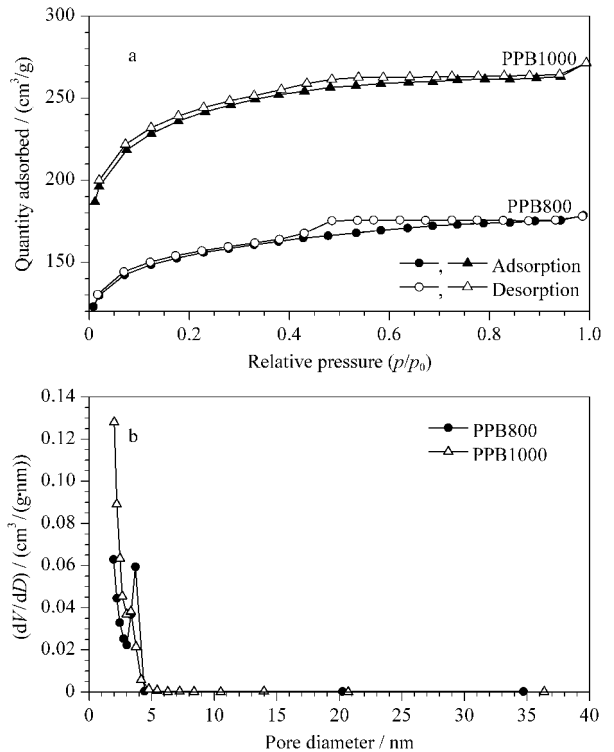 300
250
200
150
Quantity adsorbed / (cm³/g)
a
PPB1000
PPB800
●, ▲ Adsorption
○, △ Desorption
0 0.2 0.4 0.6 0.8 1.0
Relative pressure (p/p₀)
0.14
0.12
0.10
0.08
0.06
0.04
0.02
0
(dV/dD) / (cm³/(g•nm))
b
PPB800
PPB1000
0 5 10 15 20 25 30 35 40
Pore diameter / nm